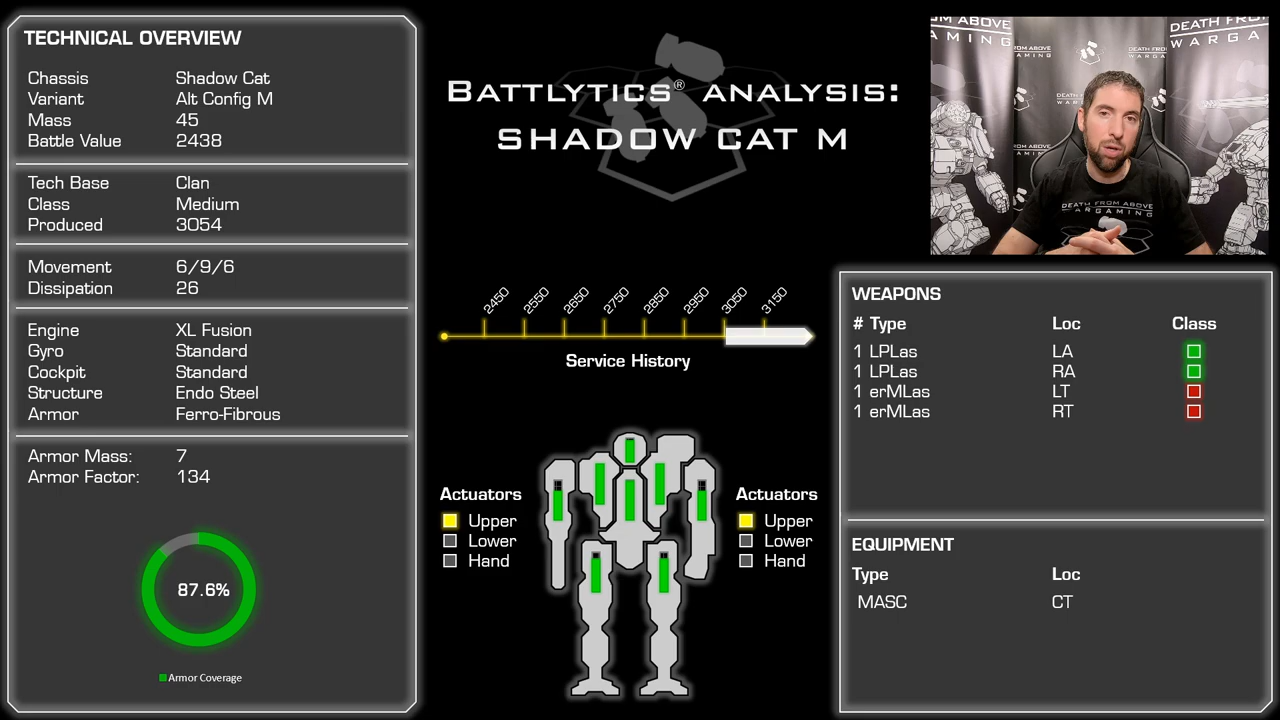 TECHNICAL OVERVIEW
Chassis Shadow Cat
Variant Alt Config M
Mass 45
Battle Value 2438
Tech Base Clan
Class Medium
Produced 3054
Movement 6/9/6
Dissipation 26
Engine XL Fusion
Gyro Standard
Cockpit Standard
Structure Endo Steel
Armor Ferro-Fibrous
Armor Mass: 7
Armor Factor: 134
87.6%
Armor Coverage
BATTLYTICS® ANALYSIS:
SHADOW CAT M
2450 2550 2650 2750 2850 2950 3050 3150
Service History
Actuators
Upper
Lower
Hand
Actuators
Upper
Lower
Hand
DEATH FROM ABOVE
WARGAMING
WEAPONS
# Type Loc Class
1 LPLas LA
1 LPLas RA
1 erMLas LT
1 erMLas RT
EQUIPMENT
Type Loc
MASC CT